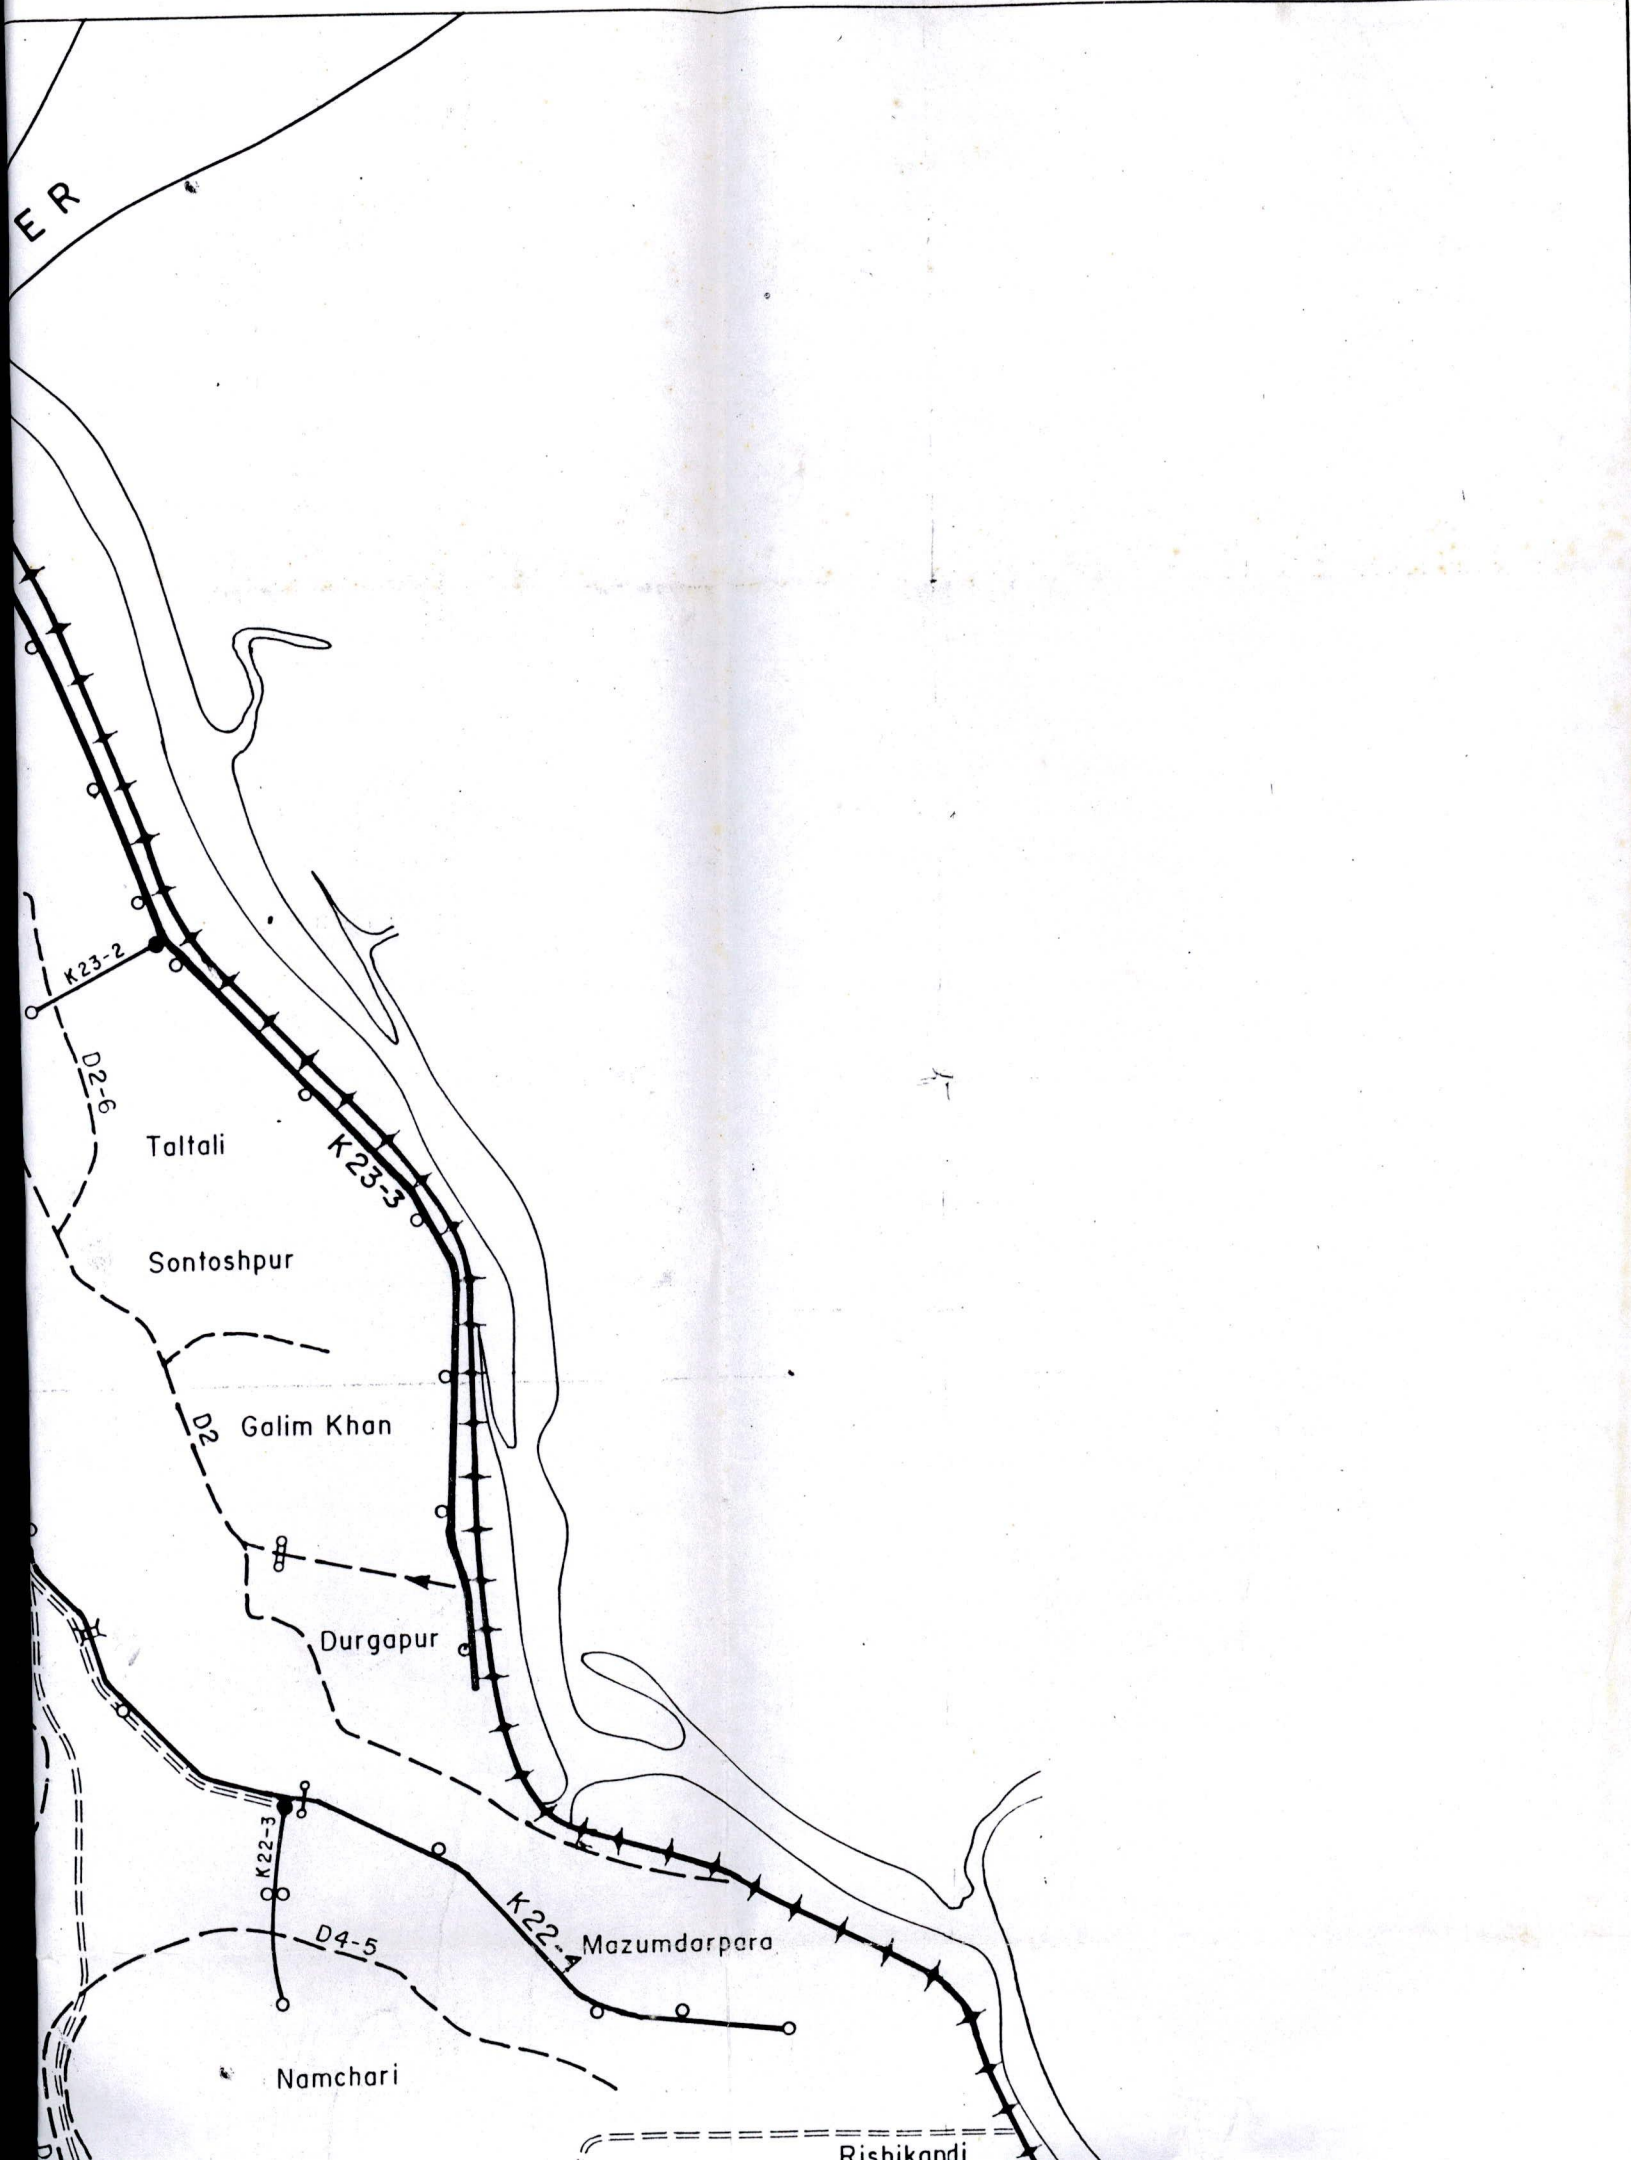 ER
K23-2
D2-6
Taltali
K23-3
Sontoshpur
D2
Galim Khan
Durgapur
K22-3
K22-A
D4-5
Mazumdarpara
Namchari
D
Rishikandi